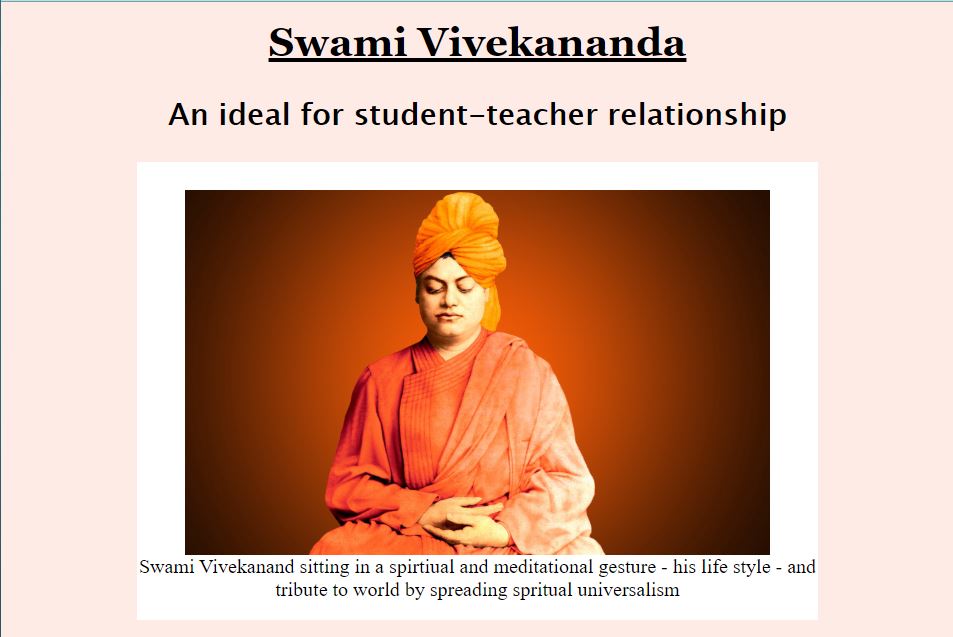 Swami Vivekananda
An ideal for student-teacher relationship
Swami Vivekanand sitting in a spirtiual and meditational gesture - his life style - and
tribute to world by spreading spritual universalism